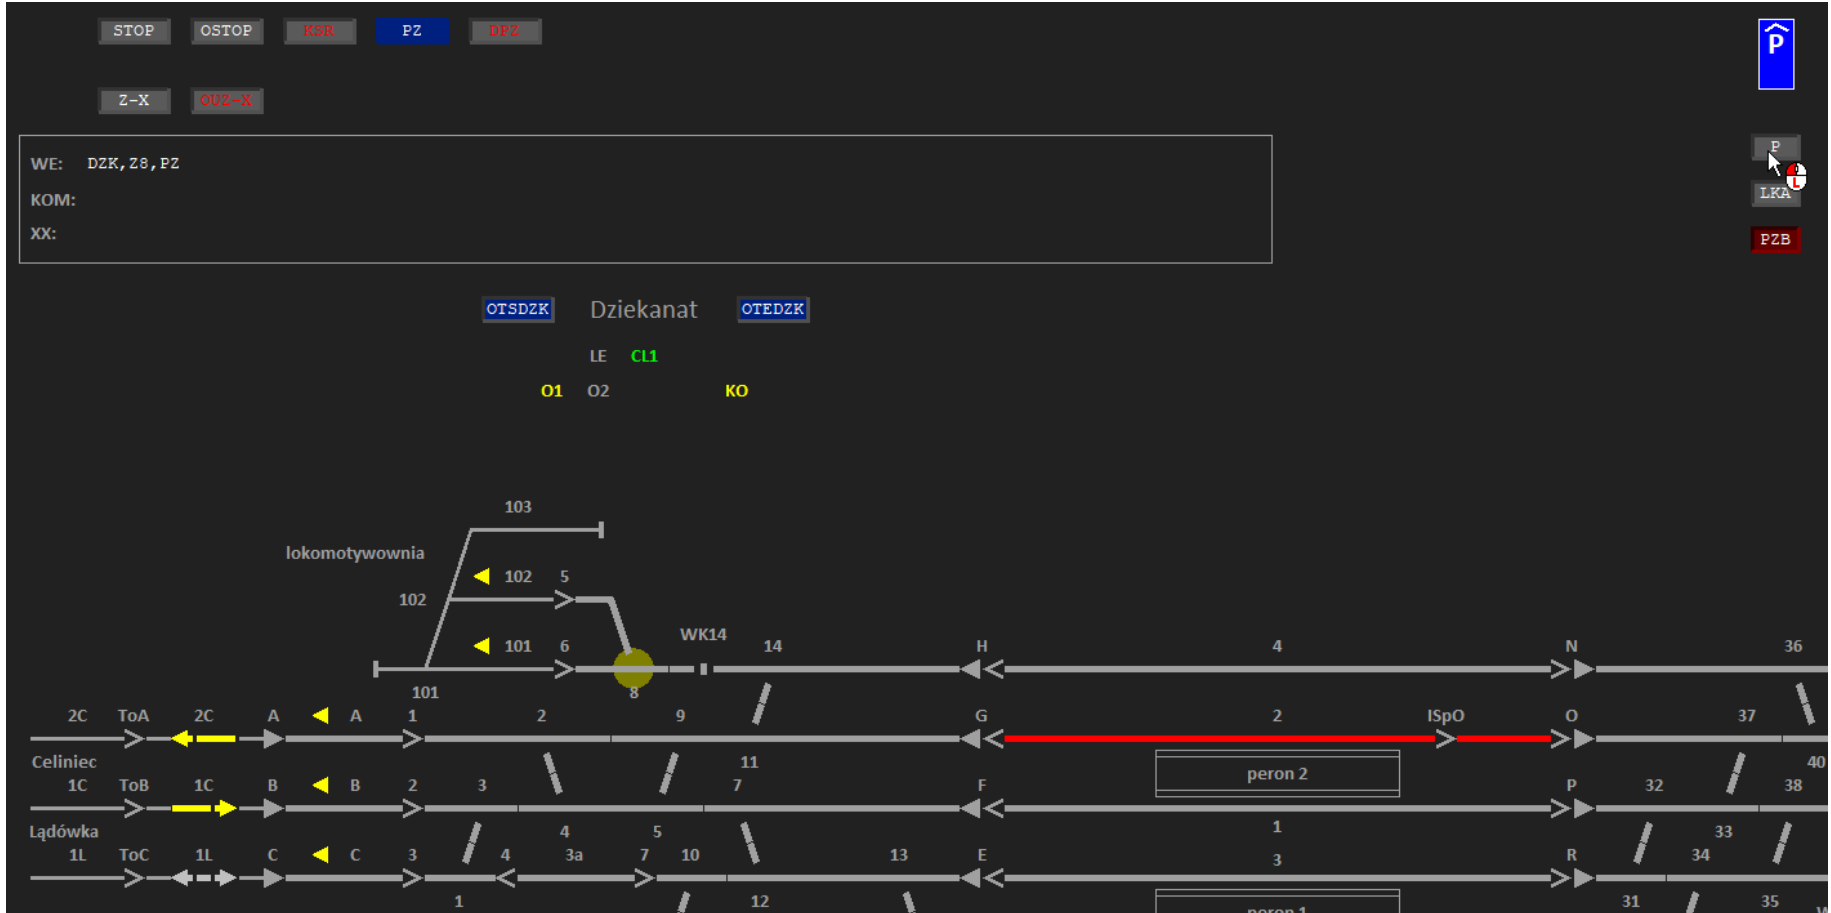 STOP OSTOP KSR PZ DPZ
P
Z-X OUZ-X
P
WE: DZK,Z8,PZ
LKA
KOM:
XX:
PZB
OTSDZK Dziekanat OTEDZK
LE CL1
O1 O2 KO
103
lokomotywownia
102 5
102
WK14
101 6 14 H 4 N 36
101 8
2C ToA 2C A A 1 2 9 G 2 ISpO O 37
Celiniec 11 peron 2 40
1C ToB 1C B B 2 3 7 F P 32 38
Lądówka 4 5 1 33
1L ToC 1L C C 3 4 3a 7 10 13 E 3 R 34
1 12 peron 1 31 35